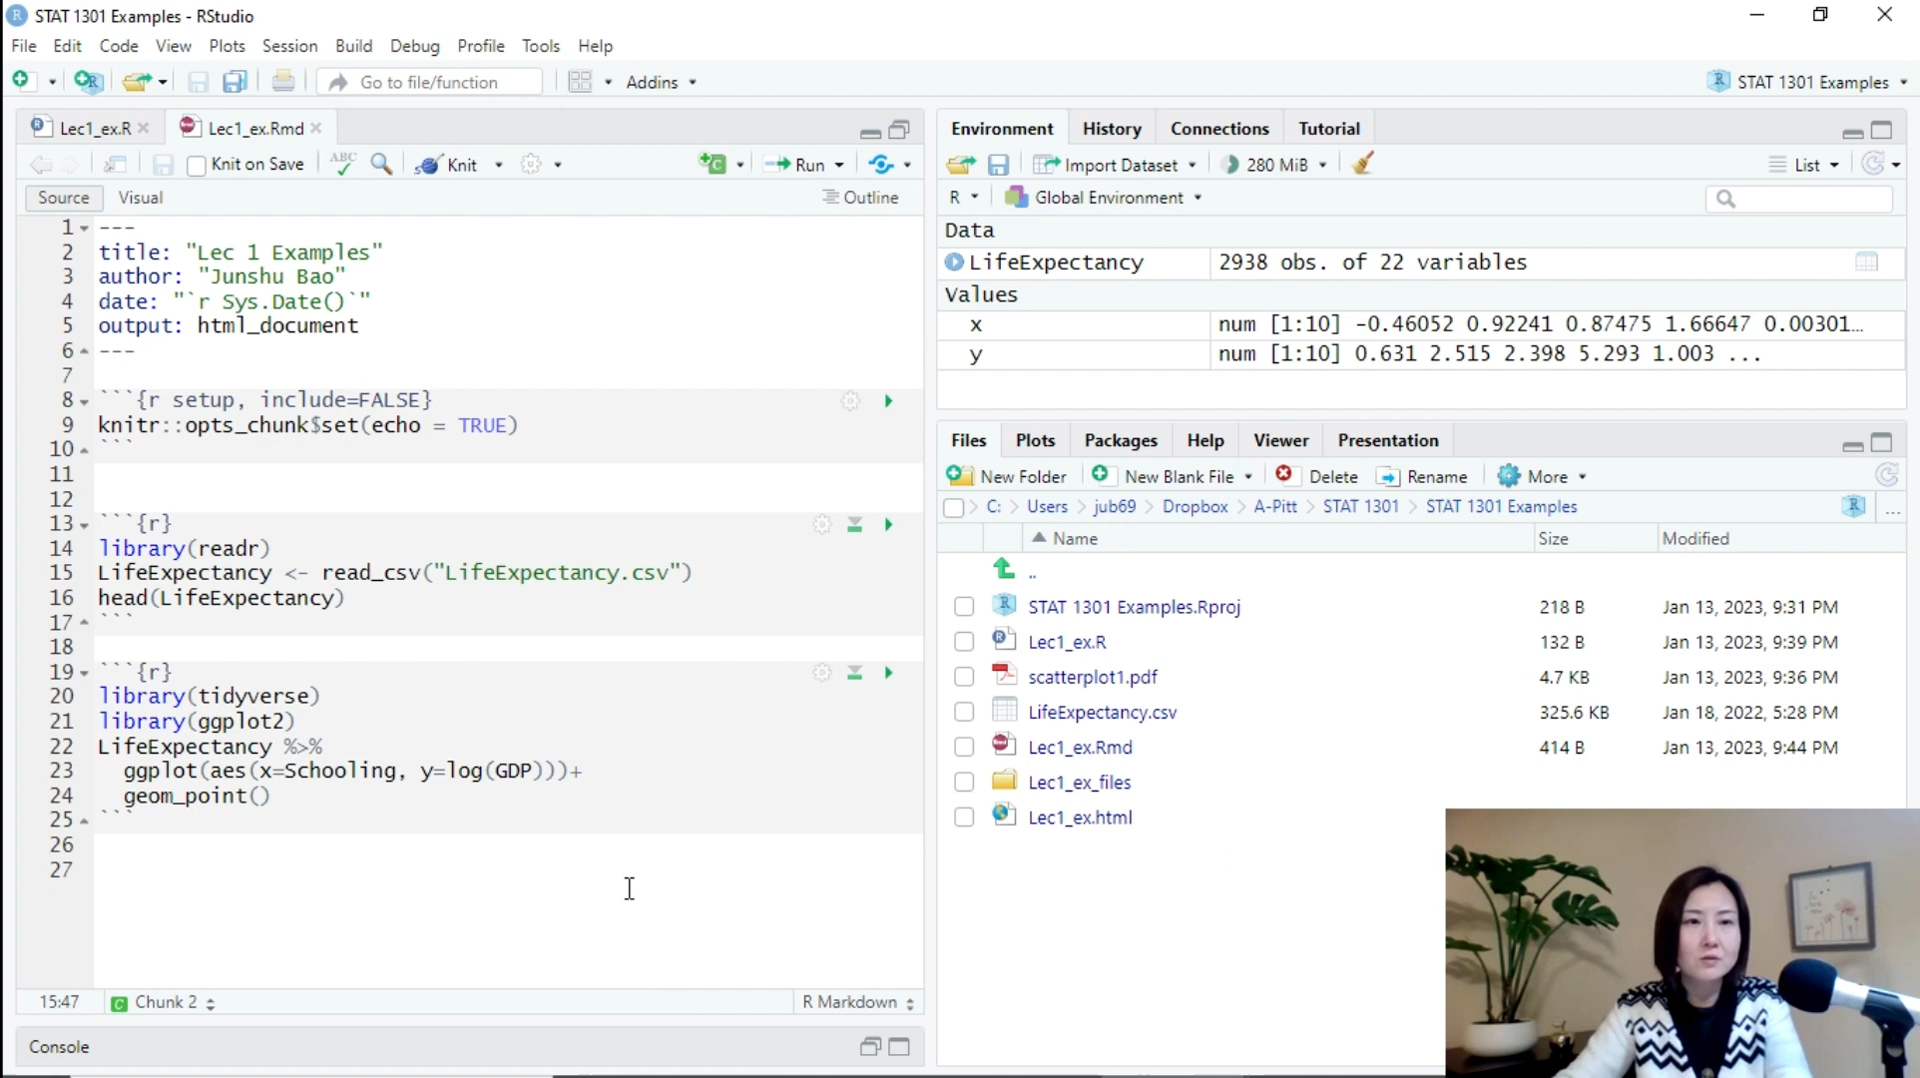 STAT 1301 Examples - RStudio
File Edit Code View Plots Session Build Debug Profile Tools Help
Go to file/function Addins STAT 1301 Examples
Lec1_ex.R Lec1_ex.Rmd
Knit on Save ABC Knit Run
Source Visual Outline
1 ---
2 title: "Lec 1 Examples"
3 author: "Junshu Bao"
4 date: "`r Sys.Date()`"
5 output: html_document
6 ---
7
8 ```{r setup, include=FALSE}
9 knitr::opts_chunk$set(echo = TRUE)
10 ```
11
12
13 ```{r}
14 library(readr)
15 LifeExpectancy <- read_csv("LifeExpectancy.csv")
16 head(LifeExpectancy)
17 ```
18
19 ```{r}
20 library(tidyverse)
21 library(ggplot2)
22 LifeExpectancy %>%
23 ggplot(aes(x=Schooling, y=log(GDP)))+
24 geom_point()
25 ```
26
27
15:47 Chunk 2 R Markdown
Console
Environment History Connections Tutorial
Import Dataset 280 MiB List
R Global Environment
Data
LifeExpectancy 2938 obs. of 22 variables
Values
x num [1:10] -0.46052 0.92241 0.87475 1.66647 0.00301…
y num [1:10] 0.631 2.515 2.398 5.293 1.003 ...
Files Plots Packages Help Viewer Presentation
New Folder New Blank File Delete Rename More
C: > Users > jub69 > Dropbox > A-Pitt > STAT 1301 > STAT 1301 Examples ...
Name Size Modified
..
STAT 1301 Examples.Rproj 218 B Jan 13, 2023, 9:31 PM
Lec1_ex.R 132 B Jan 13, 2023, 9:39 PM
scatterplot1.pdf 4.7 KB Jan 13, 2023, 9:36 PM
LifeExpectancy.csv 325.6 KB Jan 18, 2022, 5:28 PM
Lec1_ex.Rmd 414 B Jan 13, 2023, 9:44 PM
Lec1_ex_files
Lec1_ex.html